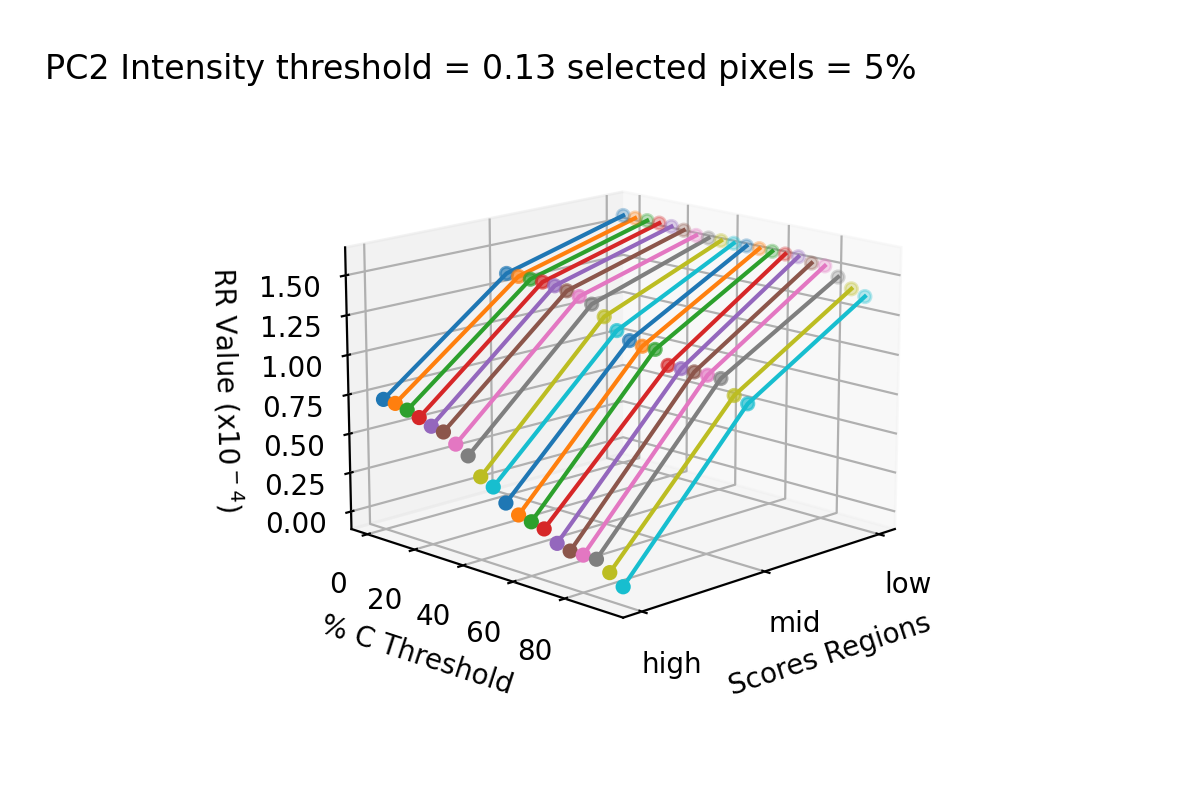 PC2 Intensity threshold = 0.13 selected pixels = 5%
RR Value (x10⁻⁴)
1.50
1.25
1.00
0.75
0.50
0.25
0.00
0
20
40
60
80
% C Threshold
high
mid
low
Scores Regions